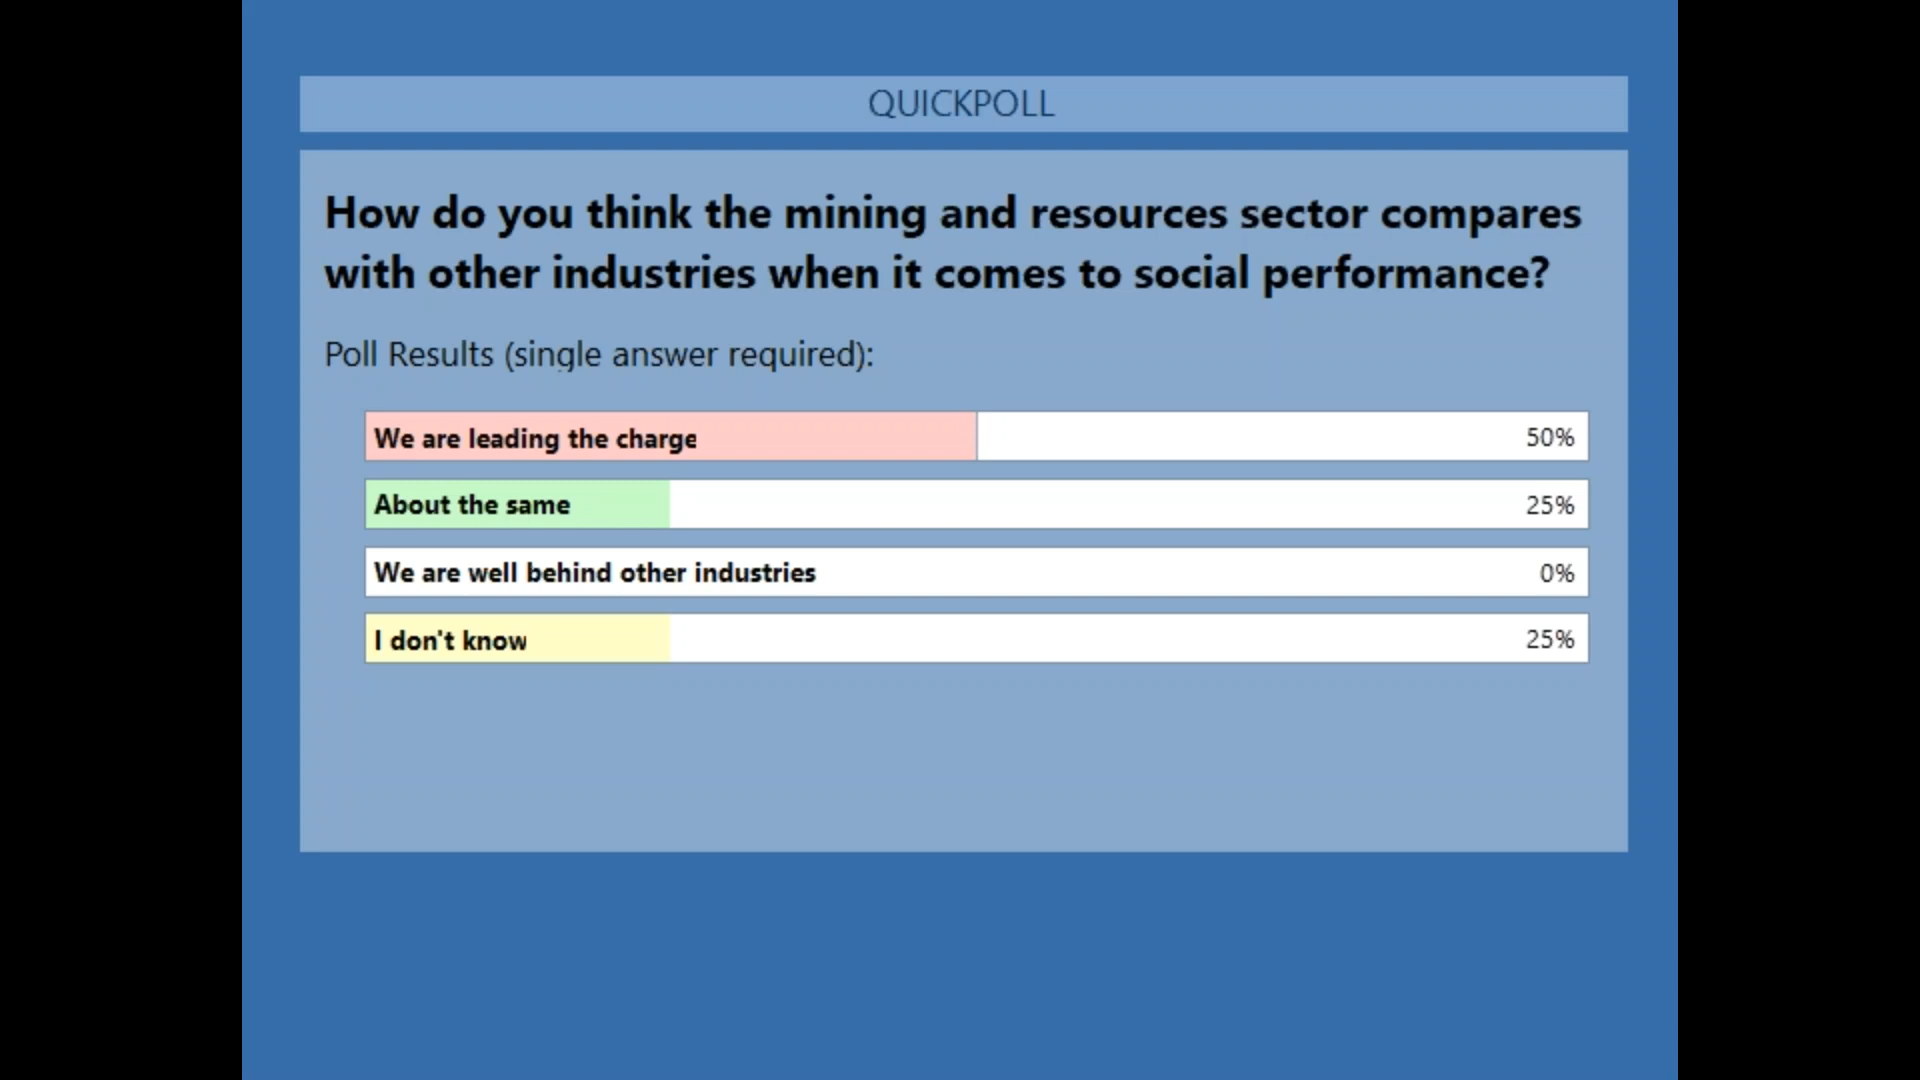 QUICKPOLL
How do you think the mining and resources sector compares
with other industries when it comes to social performance?
Poll Results (single answer required):
We are leading the charge 50%
About the same 25%
We are well behind other industries 0%
I don't know 25%